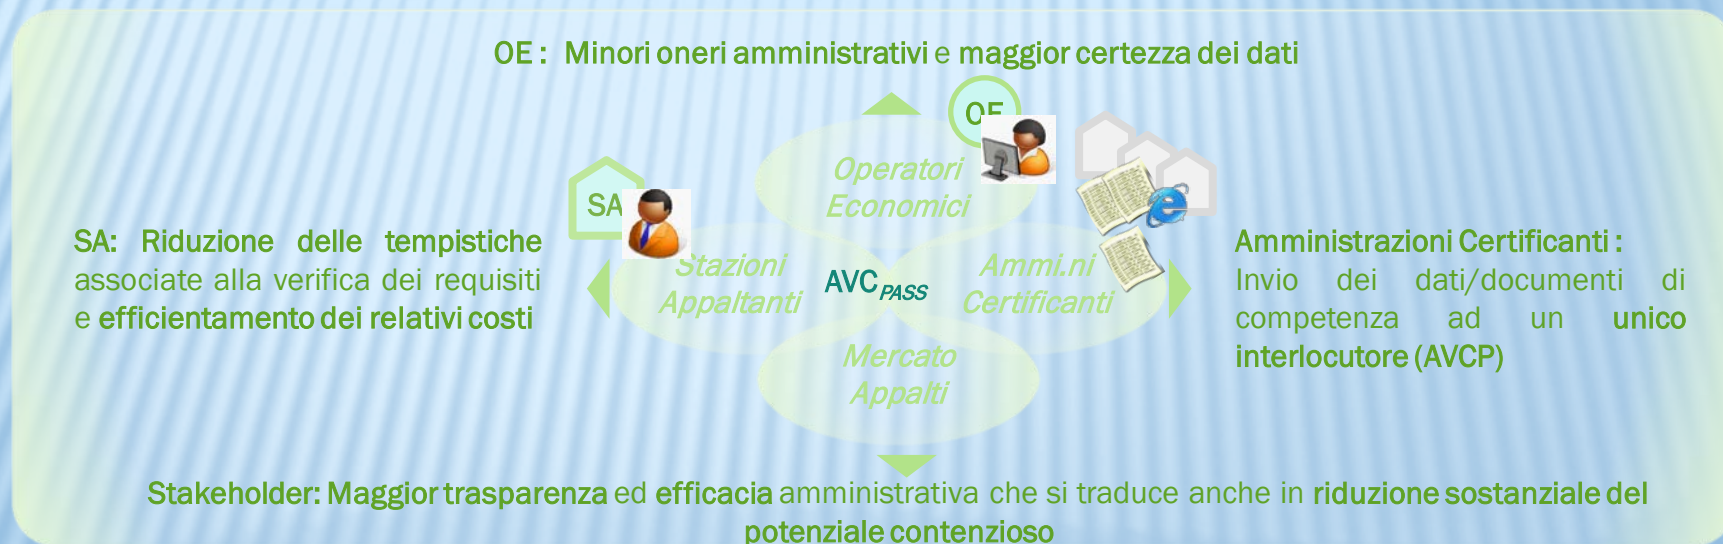 OE : Minori oneri amministrativi e maggior certezza dei dati
OE
Operatori
Economici
SA
SA: Riduzione delle tempistiche
associate alla verifica dei requisiti
e efficientamento dei relativi costi
Stazioni
Appaltanti
AVCPASS
Ammi.ni
Certificanti
Amministrazioni Certificanti :
Invio dei dati/documenti di
competenza ad un unico
interlocutore (AVCP)
Mercato
Appalti
Stakeholder: Maggior trasparenza ed efficacia amministrativa che si traduce anche in riduzione sostanziale del
potenziale contenzioso